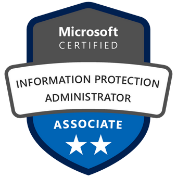 Microsoft
CERTIFIED
INFORMATION PROTECTION
ADMINISTRATOR
ASSOCIATE